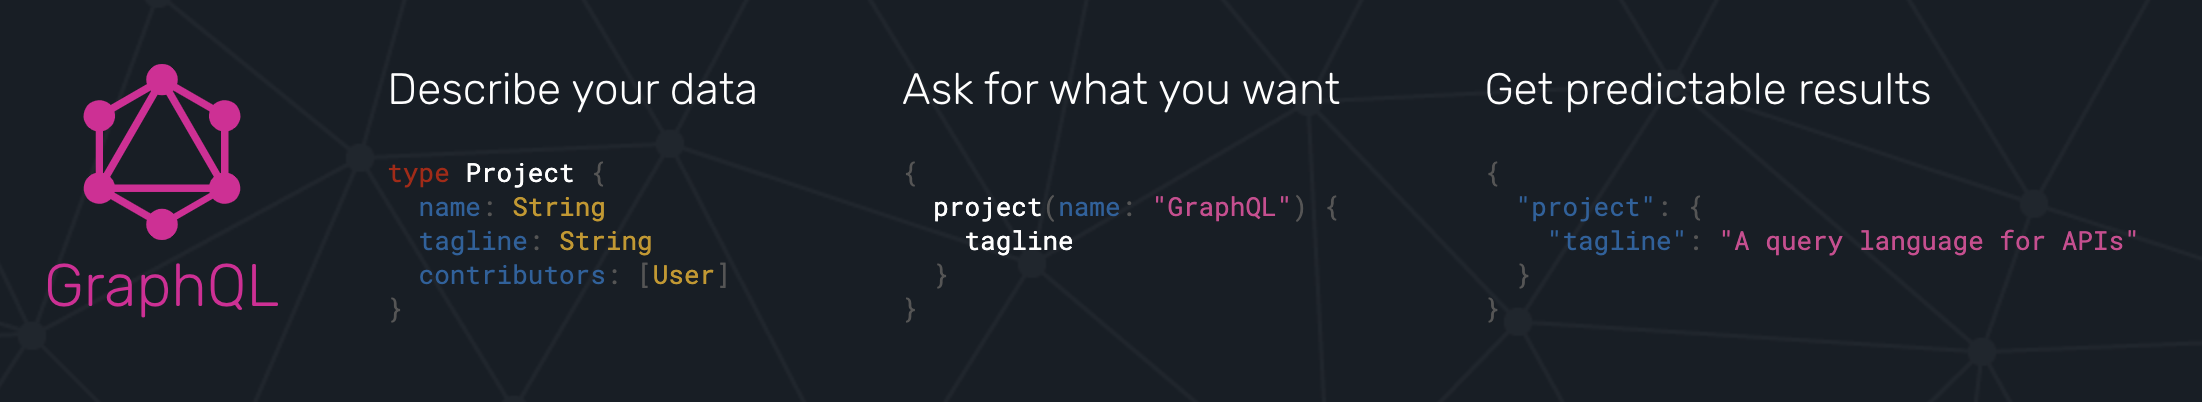 GraphQL
Describe your data
type Project {
  name: String
  tagline: String
  contributors: [User]
}
Ask for what you want
{
  project(name: "GraphQL") {
    tagline
  }
}
Get predictable results
{
  "project": {
    "tagline": "A query language for APIs"
  }
}